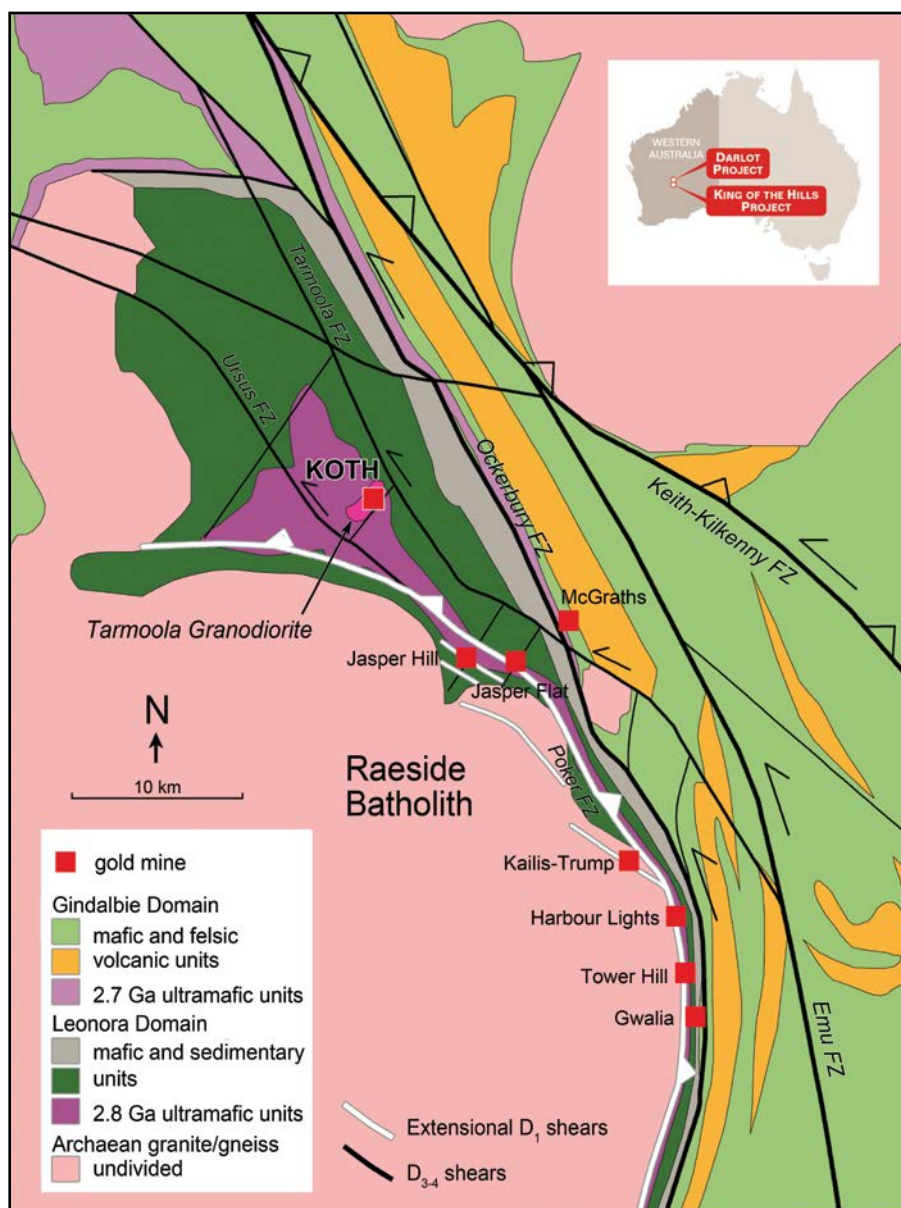 WESTERN
AUSTRALIA
DARLOT
PROJECT
KING OF THE HILLS
PROJECT
Tarmoola FZ
Ursus FZ
KOTH
Ockerbury FZ
Keith-Kilkenny FZ
Tarmoola Granodiorite
McGraths
Jasper Hill
Jasper Flat
N
10 km
Raeside
Batholith
Poker FZ
Kailis-Trump
Harbour Lights
Tower Hill
Gwalia
Emu FZ
gold mine
Gindalbie Domain
mafic and felsic
volcanic units
2.7 Ga ultramafic units
Leonora Domain
mafic and sedimentary
units
2.8 Ga ultramafic units
Archaean granite/gneiss
undivided
Extensional D₁ shears
D₃₋₄ shears